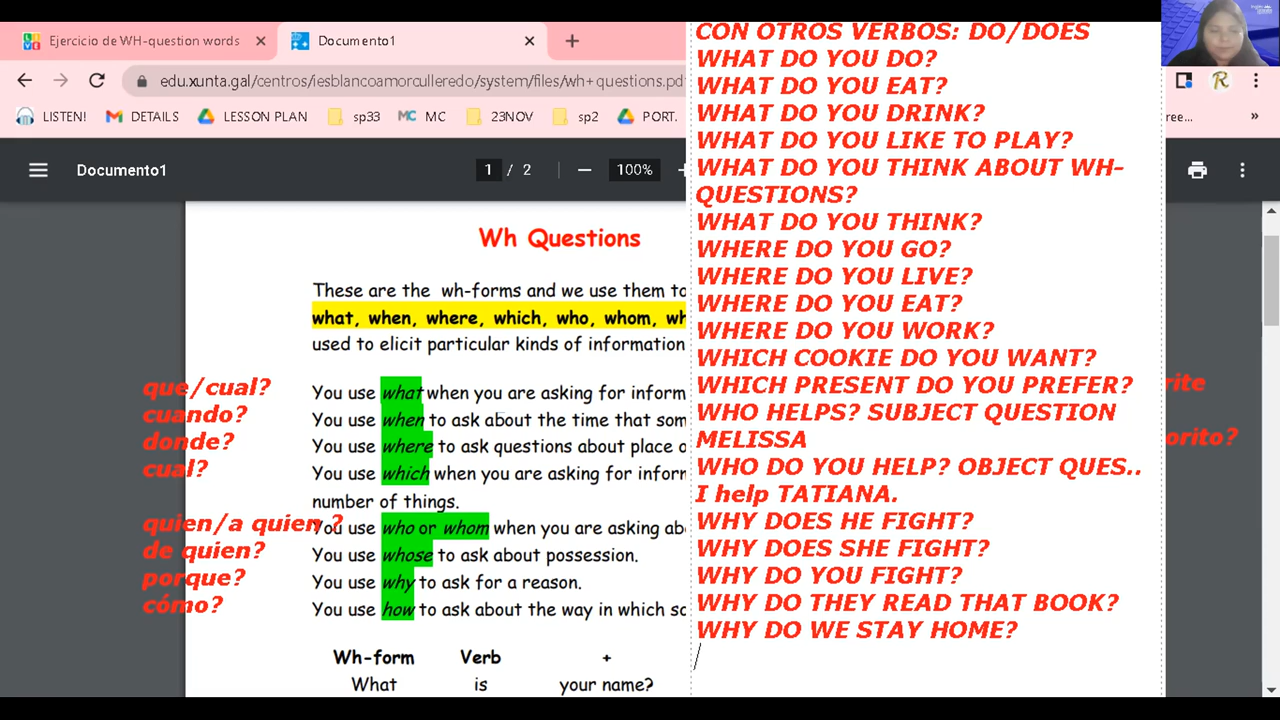 Ejercicio de WH-question words
Documento1
edu.xunta.gal/centros/iesblancoamorculleredo/system/files/wh+questions.pd
LISTEN! DETAILS LESSON PLAN sp33 MC MC 23NOV sp2 PORT. ree... »
Documento1 1 / 2 100%
Wh Questions
These are the wh-forms and we use them to
what, when, where, which, who, whom, wh
used to elicit particular kinds of information
que/cual? You use what when you are asking for inform
cuando? You use when to ask about the time that som
donde? You use where to ask questions about place o
cual? You use which when you are asking for inform
number of things.
quien/a quien ? You use who or whom when you are asking abo
de quien? You use whose to ask about possession.
porque? You use why to ask for a reason.
cómo? You use how to ask about the way in which so
Wh-form Verb +
What is your name?
CON OTROS VERBOS: DO/DOES
WHAT DO YOU DO?
WHAT DO YOU EAT?
WHAT DO YOU DRINK?
WHAT DO YOU LIKE TO PLAY?
WHAT DO YOU THINK ABOUT WH-
QUESTIONS?
WHAT DO YOU THINK?
WHERE DO YOU GO?
WHERE DO YOU LIVE?
WHERE DO YOU EAT?
WHERE DO YOU WORK?
WHICH COOKIE DO YOU WANT?
WHICH PRESENT DO YOU PREFER?
WHO HELPS? SUBJECT QUESTION
MELISSA
WHO DO YOU HELP? OBJECT QUES..
I help TATIANA.
WHY DOES HE FIGHT?
WHY DOES SHE FIGHT?
WHY DO YOU FIGHT?
WHY DO THEY READ THAT BOOK?
WHY DO WE STAY HOME?
rite
orito?